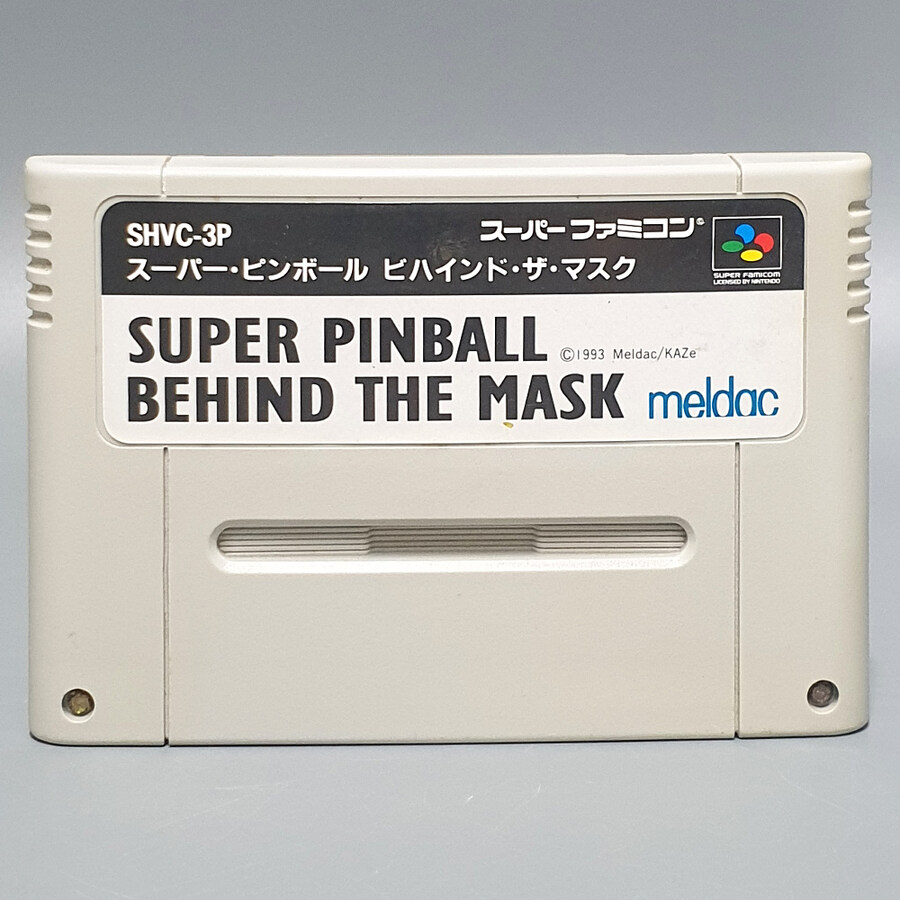 SHVC-3P
スーパーファミコン®
スーパー・ピンボール ビハインド・ザ・マスク
SUPER FAMICOM
LICENSED BY NINTENDO
SUPER PINBALL
©1993 Meldac/KAZe
BEHIND THE MASK
meldac